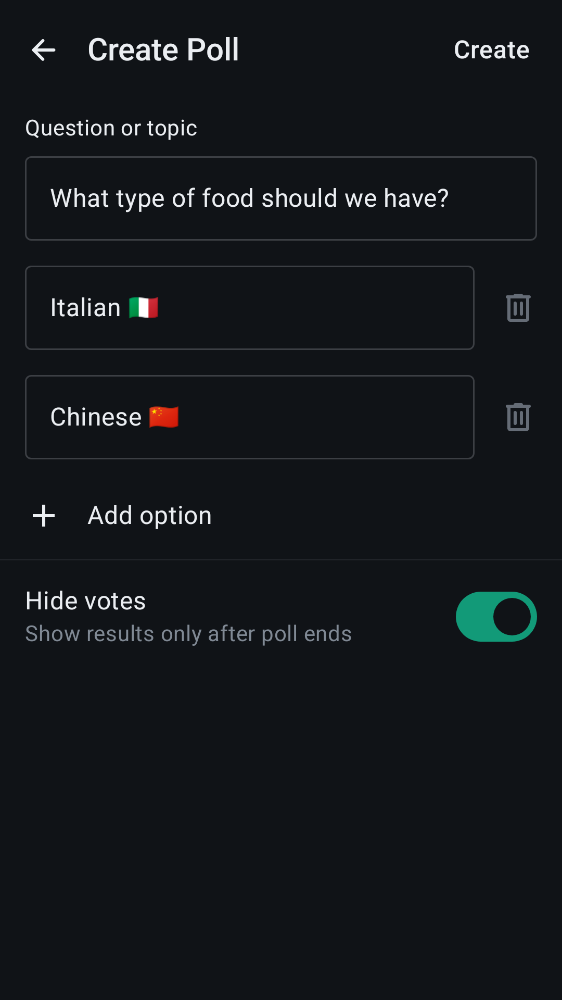 Create Poll
Create
Question or topic
What type of food should we have?
Italian 🇮🇹
Chinese 🇨🇳
Add option
Hide votes
Show results only after poll ends